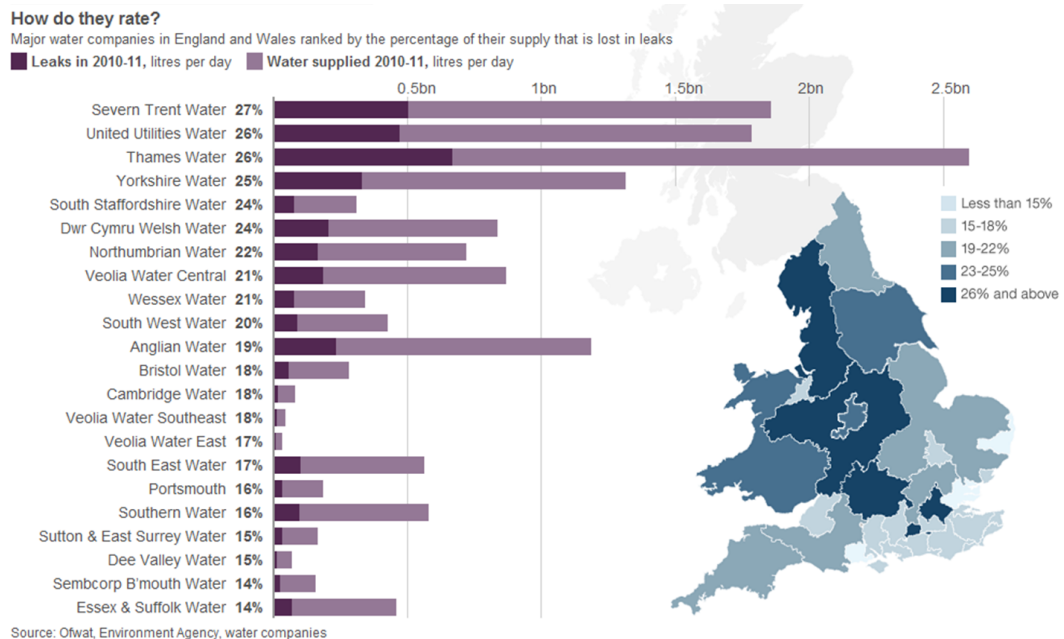 How do they rate?
Major water companies in England and Wales ranked by the percentage of their supply that is lost in leaks
Leaks in 2010-11, litres per day Water supplied 2010-11, litres per day
0.5bn 1bn 1.5bn 2bn 2.5bn
Severn Trent Water 27%
United Utilities Water 26%
Thames Water 26%
Yorkshire Water 25%
South Staffordshire Water 24%
Dwr Cymru Welsh Water 24%
Northumbrian Water 22%
Veolia Water Central 21%
Wessex Water 21%
South West Water 20%
Anglian Water 19%
Bristol Water 18%
Cambridge Water 18%
Veolia Water Southeast 18%
Veolia Water East 17%
South East Water 17%
Portsmouth 16%
Southern Water 16%
Sutton & East Surrey Water 15%
Dee Valley Water 15%
Sembcorp B'mouth Water 14%
Essex & Suffolk Water 14%
Less than 15%
15-18%
19-22%
23-25%
26% and above
Source: Ofwat, Environment Agency, water companies